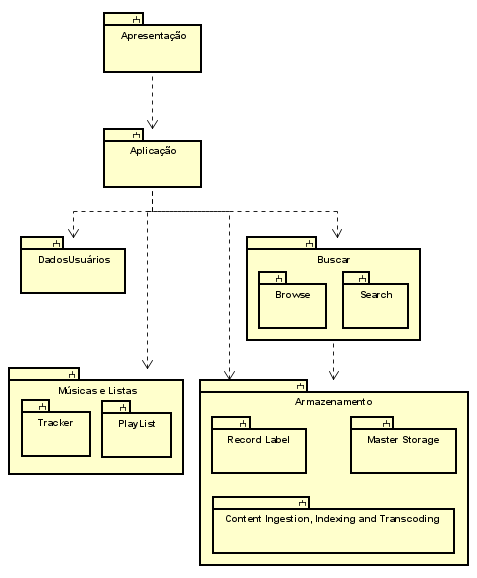 Apresentação
Aplicação
DadosUsuários
Buscar
Browse
Search
Músicas e Listas
Tracker
PlayList
Armazenamento
Record Label
Master Storage
Content Ingestion, Indexing and Transcoding